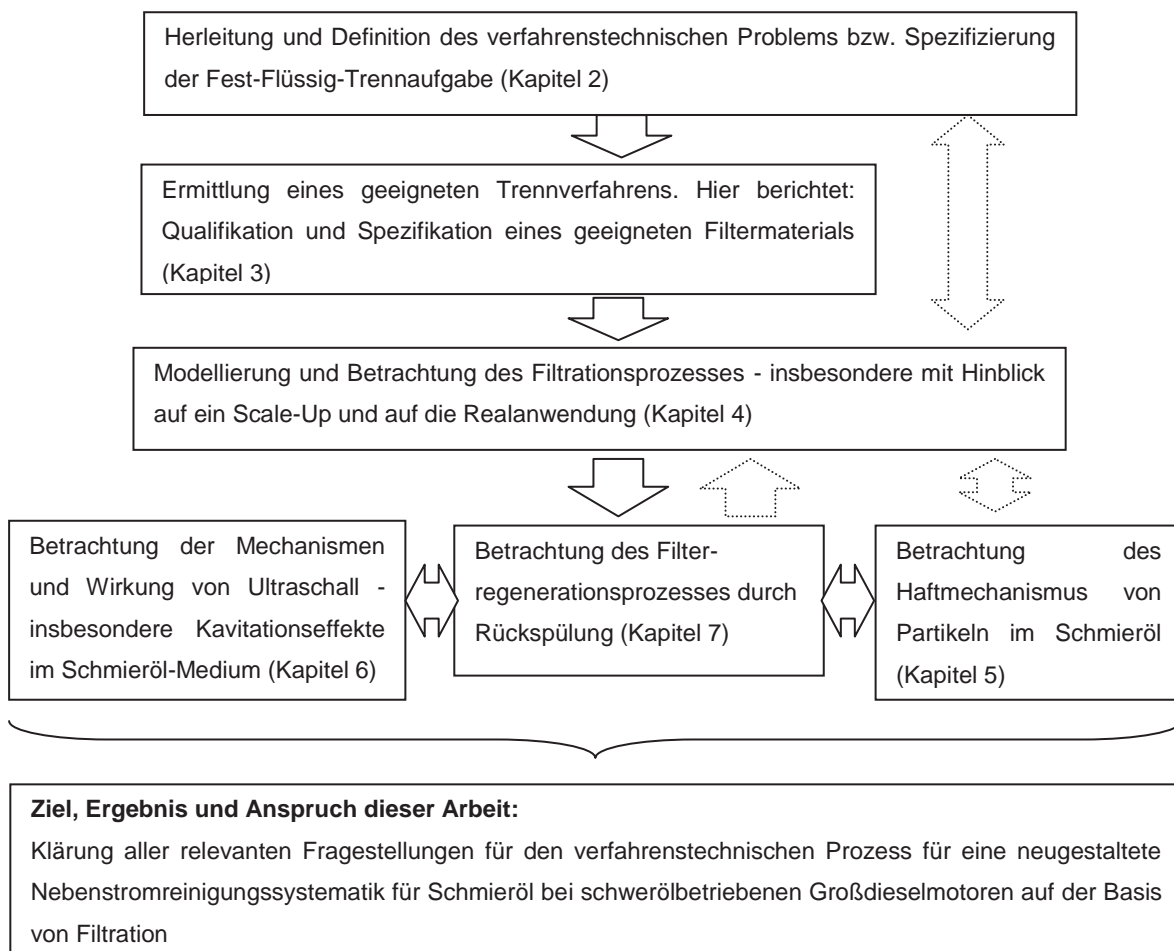 Herleitung und Definition des verfahrenstechnischen Problems bzw. Spezifizierung
der Fest-Flüssig-Trennaufgabe (Kapitel 2)
Ermittlung eines geeigneten Trennverfahrens. Hier berichtet:
Qualifikation und Spezifikation eines geeigneten Filtermaterials
(Kapitel 3)
Modellierung und Betrachtung des Filtrationsprozesses - insbesondere mit Hinblick
auf ein Scale-Up und auf die Realanwendung (Kapitel 4)
Betrachtung der Mechanismen
und Wirkung von Ultraschall -
insbesondere Kavitationseffekte
im Schmieröl-Medium (Kapitel 6)
Betrachtung des Filter-
regenerationsprozesses durch
Rückspülung (Kapitel 7)
Betrachtung des
Haftmechanismus von
Partikeln im Schmieröl
(Kapitel 5)
Ziel, Ergebnis und Anspruch dieser Arbeit:
Klärung aller relevanten Fragestellungen für den verfahrenstechnischen Prozess für eine neugestaltete
Nebenstromreinigungssystematik für Schmieröl bei schwerölbetriebenen Großdieselmotoren auf der Basis
von Filtration